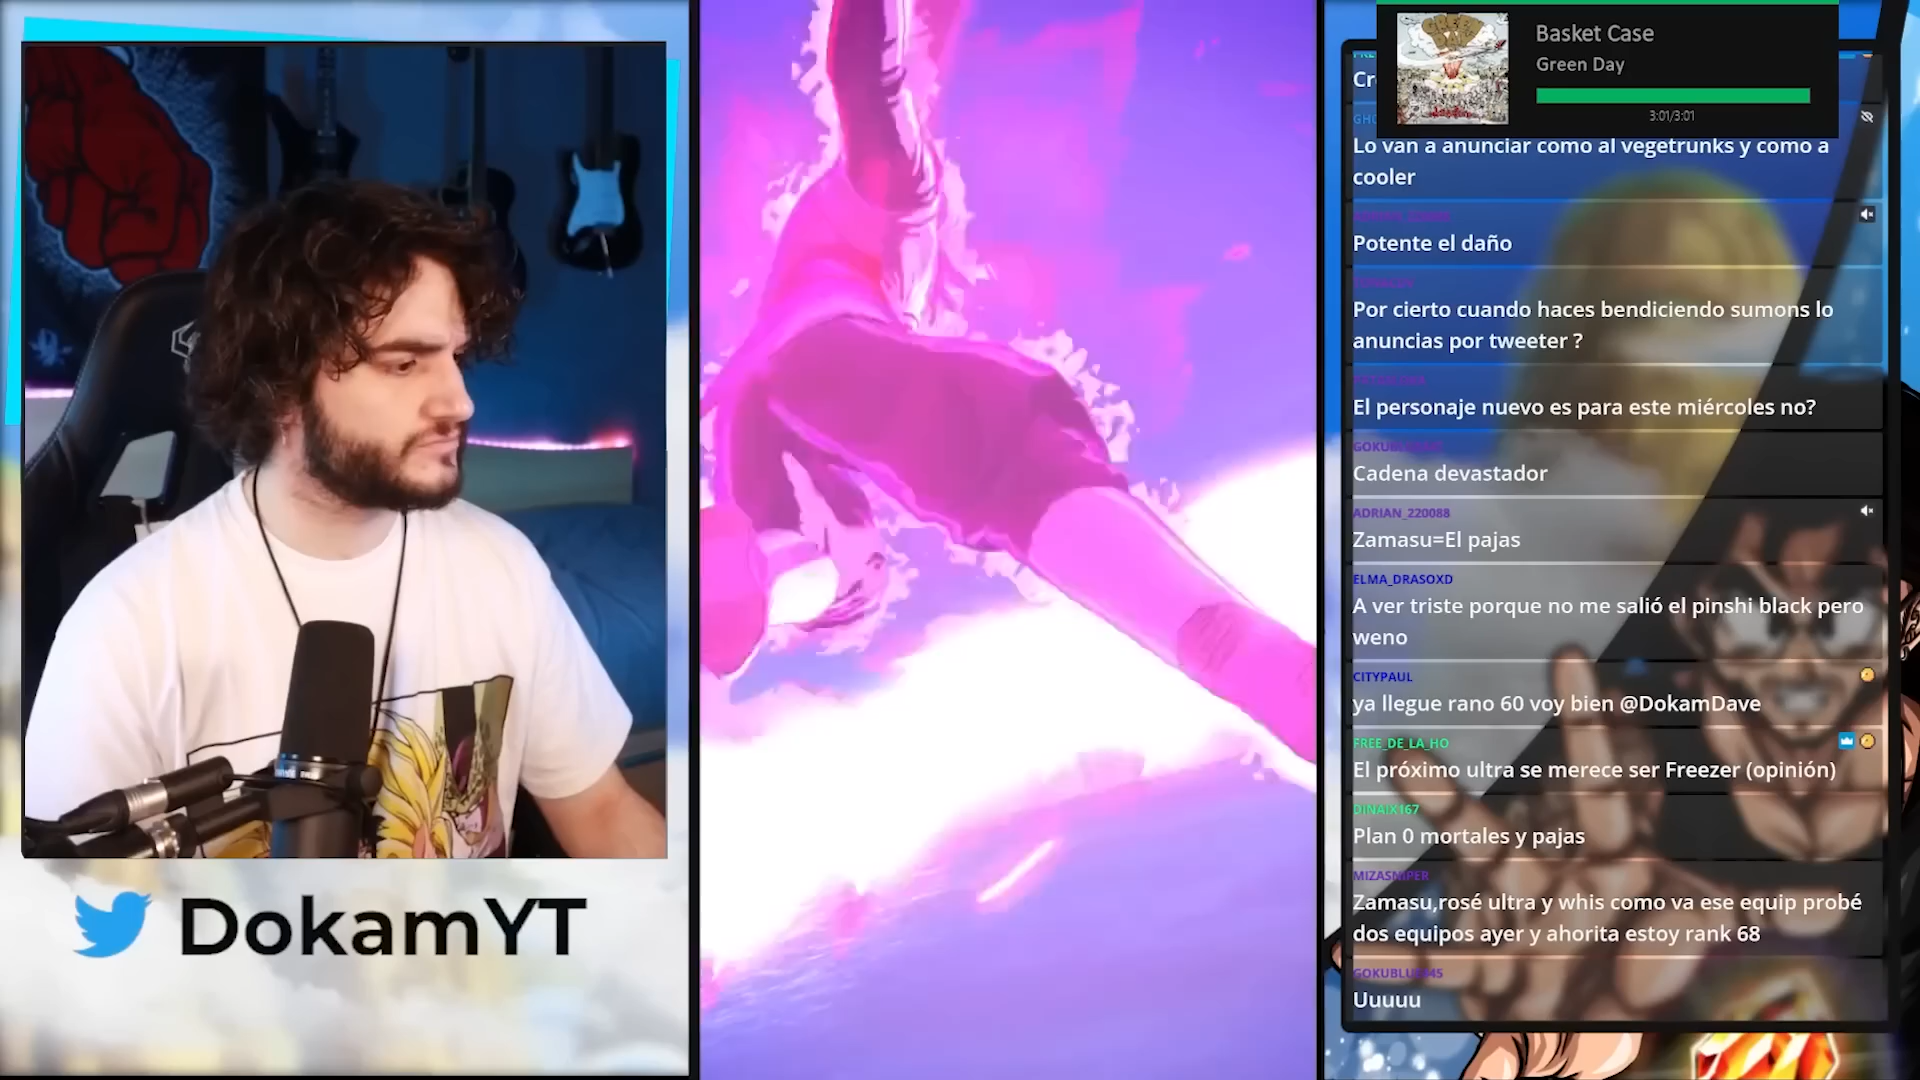 Basket Case
Green Day
3:01/3:01
Lo van a anunciar como al vegetrunks y como a
cooler
Potente el daño
Por cierto cuando haces bendiciendo sumons lo
anuncias por tweeter ?
El personaje nuevo es para este miércoles no?
Cadena devastador
ADRIAN_220088
Zamasu=El pajas
ELMA_DRASOXD
A ver triste porque no me salió el pinshi black pero
weno
CITYPAUL
ya llegue rano 60 voy bien @DokamDave
FREE_DE_LA_HO
El próximo ultra se merece ser Freezer (opinión)
DINAIX167
Plan 0 mortales y pajas
MIZASNIPER
Zamasu,rosé ultra y whis como va ese equip probé
dos equipos ayer y ahorita estoy rank 68
Uuuuu
DokamYT